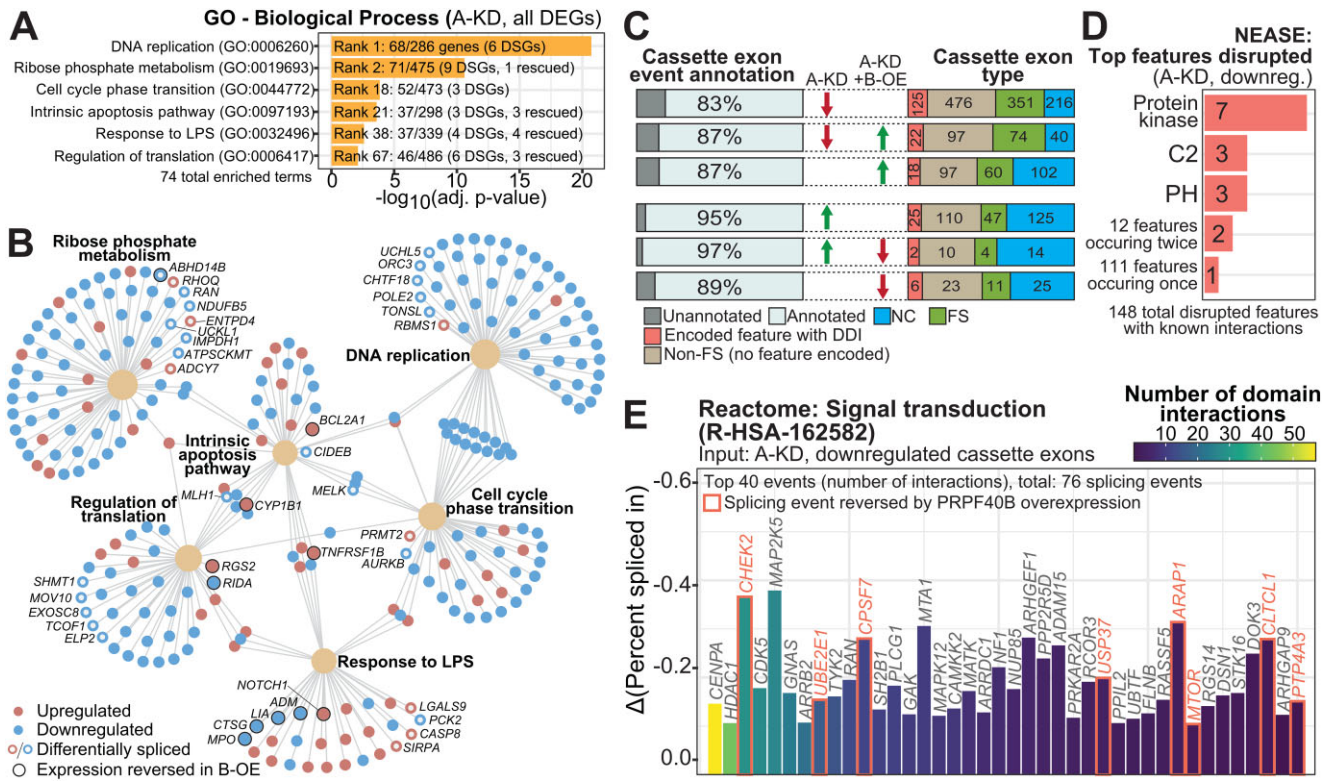 A
GO - Biological Process (A-KD, all DEGs)
DNA replication (GO:0006260)
Rank 1: 68/286 genes (6 DSGs)
Ribose phosphate metabolism (GO:0019693)
Rank 2: 71/475 (9 DSGs, 1 rescued)
Cell cycle phase transition (GO:0044772)
Rank 18: 52/473 (3 DSGs)
Intrinsic apoptosis pathway (GO:0097193)
Rank 21: 37/298 (3 DSGs, 3 rescued)
Response to LPS (GO:0032496)
Rank 38: 37/339 (4 DSGs, 4 rescued)
Regulation of translation (GO:0006417)
Rank 67: 46/486 (6 DSGs, 3 rescued)
74 total enriched terms
0 5 10 15 20
-log10(adj. p-value)
B
Ribose phosphate
metabolism
ABHD14B
RHOQ
RAN
NDUFB5
ENTPD4
UCKL1
IMPDH1
ATPSCKMT
ADCY7
UCHL5
ORC3
CHTF18
POLE2
TONSL
RBMS1
DNA replication
BCL2A1
Intrinsic
apoptosis
pathway
CIDEB
MLH1
CYP1B1
MELK
Regulation of
translation
Cell cycle
phase transition
PRMT2
TNFRSF1B
AURKB
RGS2
RIDA
SHMT1
MOV10
EXOSC8
TCOF1
ELP2
Response to LPS
NOTCH1
ADM
LIA
CTSG
MPO
LGALS9
PCK2
CASP8
SIRPA
Upregulated
Downregulated
/ Differentially spliced
Expression reversed in B-OE
C
Cassette exon
event annotation
A-KD
A-KD
+B-OE
Cassette exon
type
83% 125 476 351 216
87% 22 97 74 40
87% 18 97 60 102
95% 25 110 47 125
97% 2 10 4 14
89% 6 23 11 25
Unannotated Annotated NC FS
Encoded feature with DDI
Non-FS (no feature encoded)
D
NEASE:
Top features disrupted
(A-KD, downreg.)
Protein
kinase
7
C2
3
PH
3
12 features
occuring twice
2
111 features
occuring once
1
148 total disrupted features
with known interactions
E
Reactome: Signal transduction
(R-HSA-162582)
Input: A-KD, downregulated cassette exons
Number of domain
interactions
10 20 30 40 50
Top 40 events (number of interactions), total: 76 splicing events
Splicing event reversed by PRPF40B overexpression
Δ(Percent spliced in)
-0.6
-0.4
-0.2
0.0
CENPA
HDAC1
CHEK2
MAP2K5
CDK5
GNAS
ARRB2
UBE2E1
TYK2
RAN
CPSF7
SH2B1
PLCG1
GAK
MTA1
MAPK12
CAMKK2
MATK
ARRDC1
NF1
NUP85
ARHGEF1
PPP2R5D
ADAM15
PRKAR2A
RCOR3
USP37
PPIL2
UBTF
FLNB
RASSF5
ARAP1
MTOR
RGS14
DSN1
STK16
DOK3
CLTCL1
ARHGAP9
PTP4A3